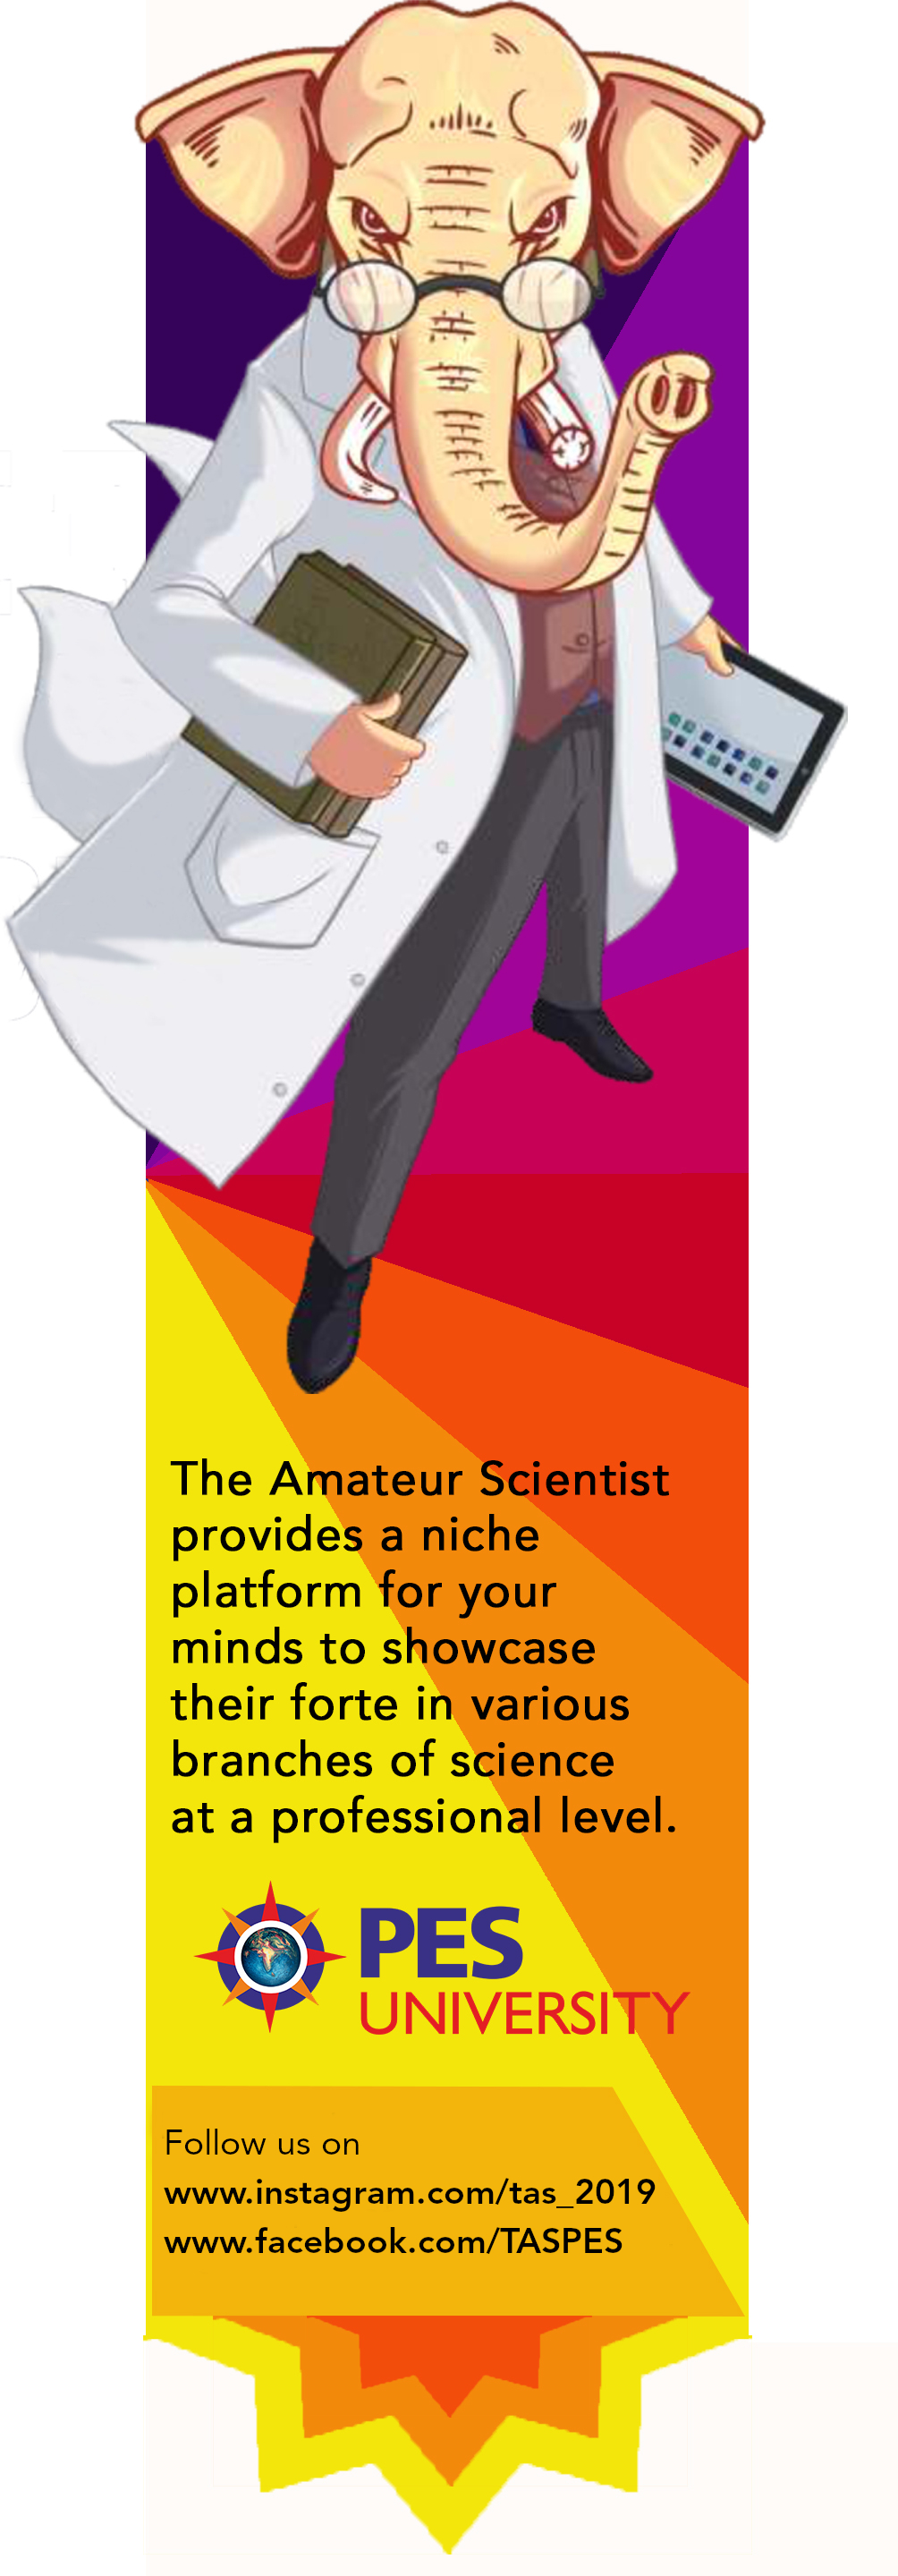 The Amateur Scientist
provides a niche
platform for your
minds to showcase
their forte in various
branches of science
at a professional level.
PES
UNIVERSITY
Follow us on
www.instagram.com/tas_2019
www.facebook.com/TASPES